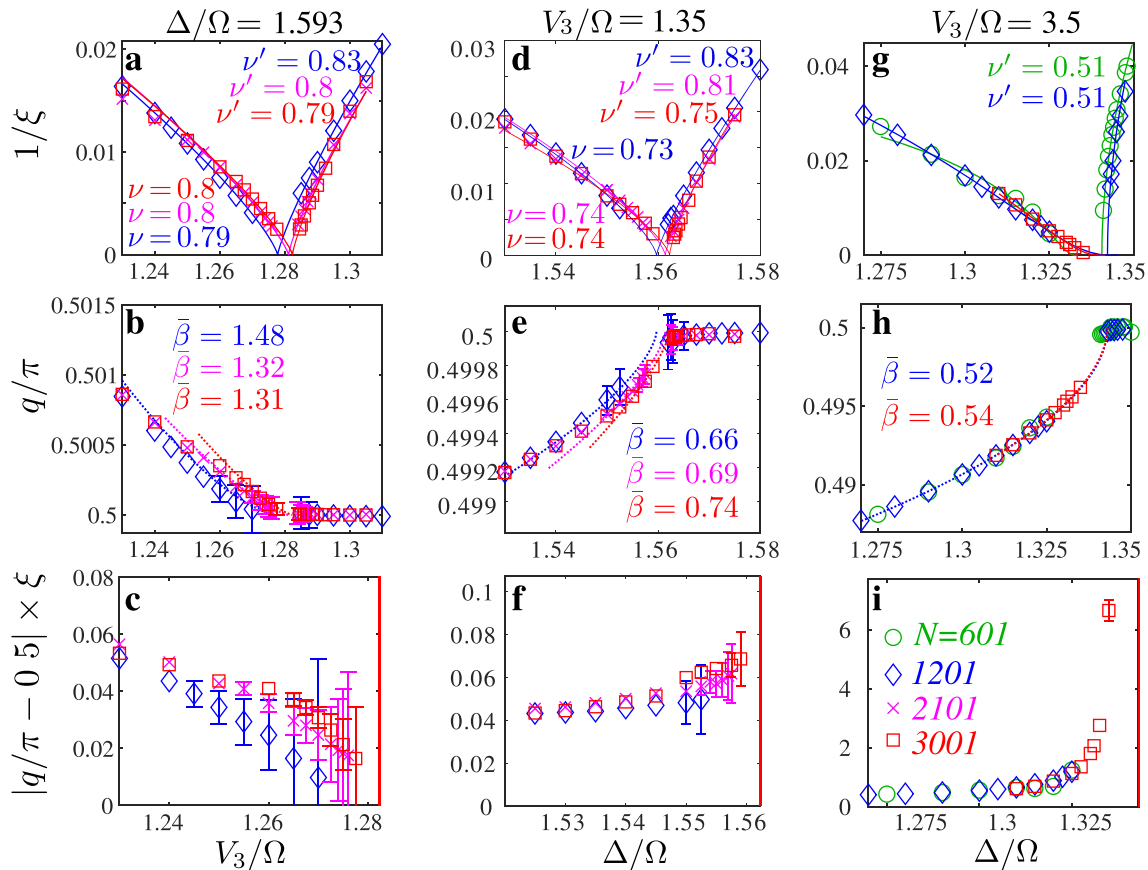 Δ/Ω = 1.593
V₃/Ω = 1.35
V₃/Ω = 3.5
a
0.02
0.01
0
1/ξ
ν′ = 0.83
ν′ = 0.8
ν′ = 0.79
ν = 0.8
ν = 0.8
ν = 0.79
1.24 1.26 1.28 1.3
d
0.03
0.02
0.01
0
ν′ = 0.83
ν′ = 0.81
ν′ = 0.75
ν = 0.73
ν = 0.74
ν = 0.74
1.54 1.56 1.58
g
0.04
0.02
0
ν′ = 0.51
ν′ = 0.51
1.275 1.3 1.325 1.35
b
0.5015
0.501
0.5005
0.5
q/π
β̄ = 1.48
β̄ = 1.32
β̄ = 1.31
1.24 1.26 1.28 1.3
e
0.5
0.4998
0.4996
0.4994
0.4992
0.499
β̄ = 0.66
β̄ = 0.69
β̄ = 0.74
1.54 1.56 1.58
h
0.5
0.495
0.49
β̄ = 0.52
β̄ = 0.54
1.275 1.3 1.325 1.35
c
0.08
0.06
0.04
0.02
0
|q/π − 0 5| × ξ
1.24 1.26 1.28
V₃/Ω
f
0.1
0.08
0.06
0.04
0.02
0
1.53 1.54 1.55 1.56
Δ/Ω
i
6
4
2
0
N=601
1201
2101
3001
1.275 1.3 1.325
Δ/Ω